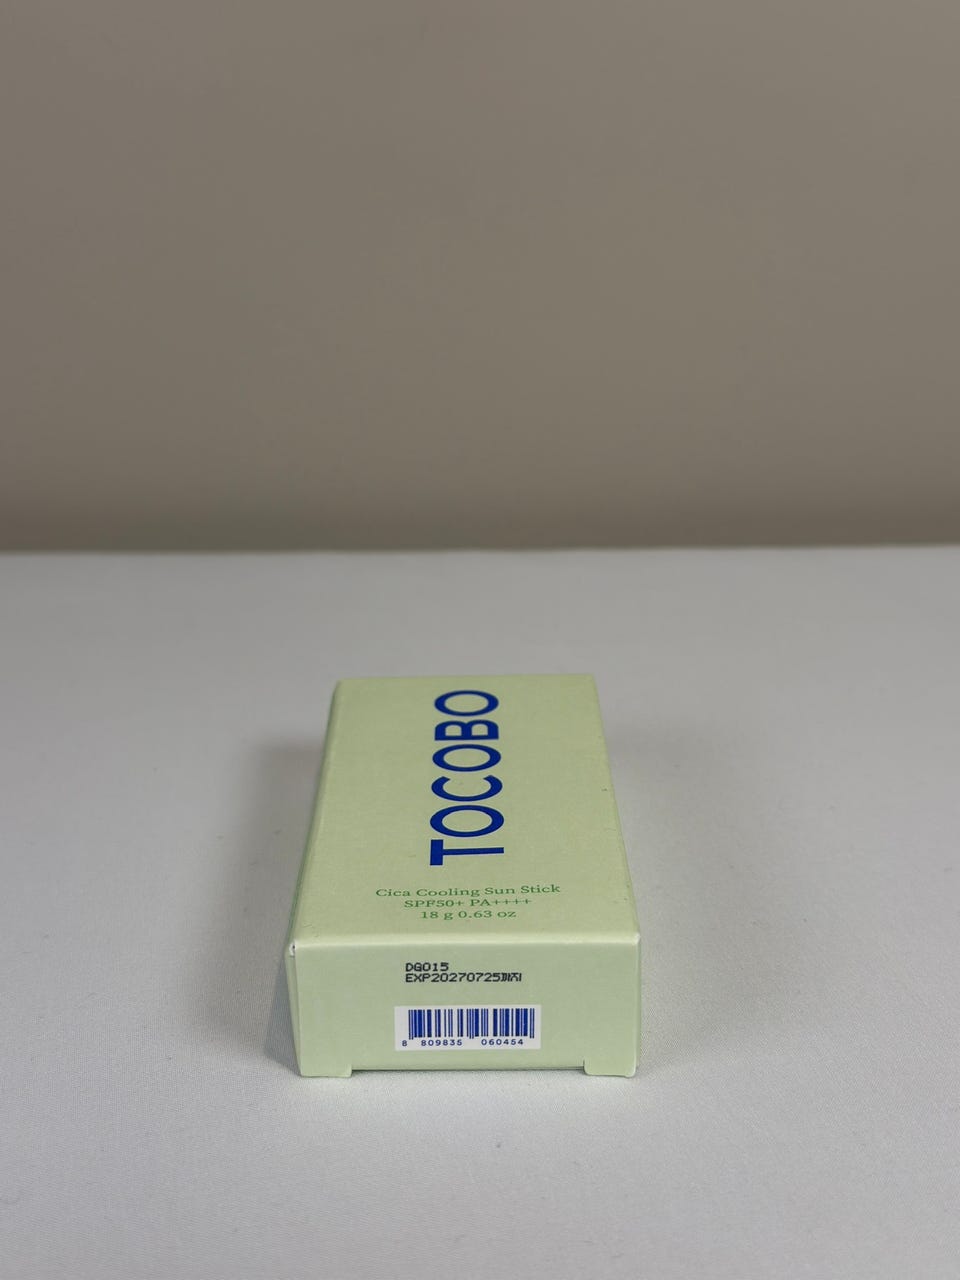 TOCOBO
Cica Cooling Sun Stick
SPF50+ PA++++
18 g 0.63 oz
DG015
EXP20270725까지
8 809835 060454